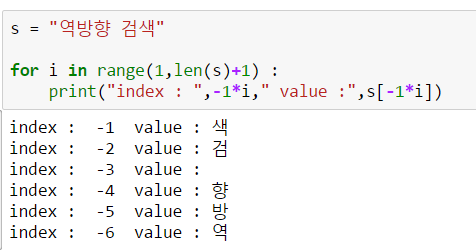 s = "역방향 검색"
for i in range(1,len(s)+1) :
    print("index : ",-1*i," value :",s[-1*i])
index :  -1  value : 색
index :  -2  value : 검
index :  -3  value :
index :  -4  value : 향
index :  -5  value : 방
index :  -6  value : 역